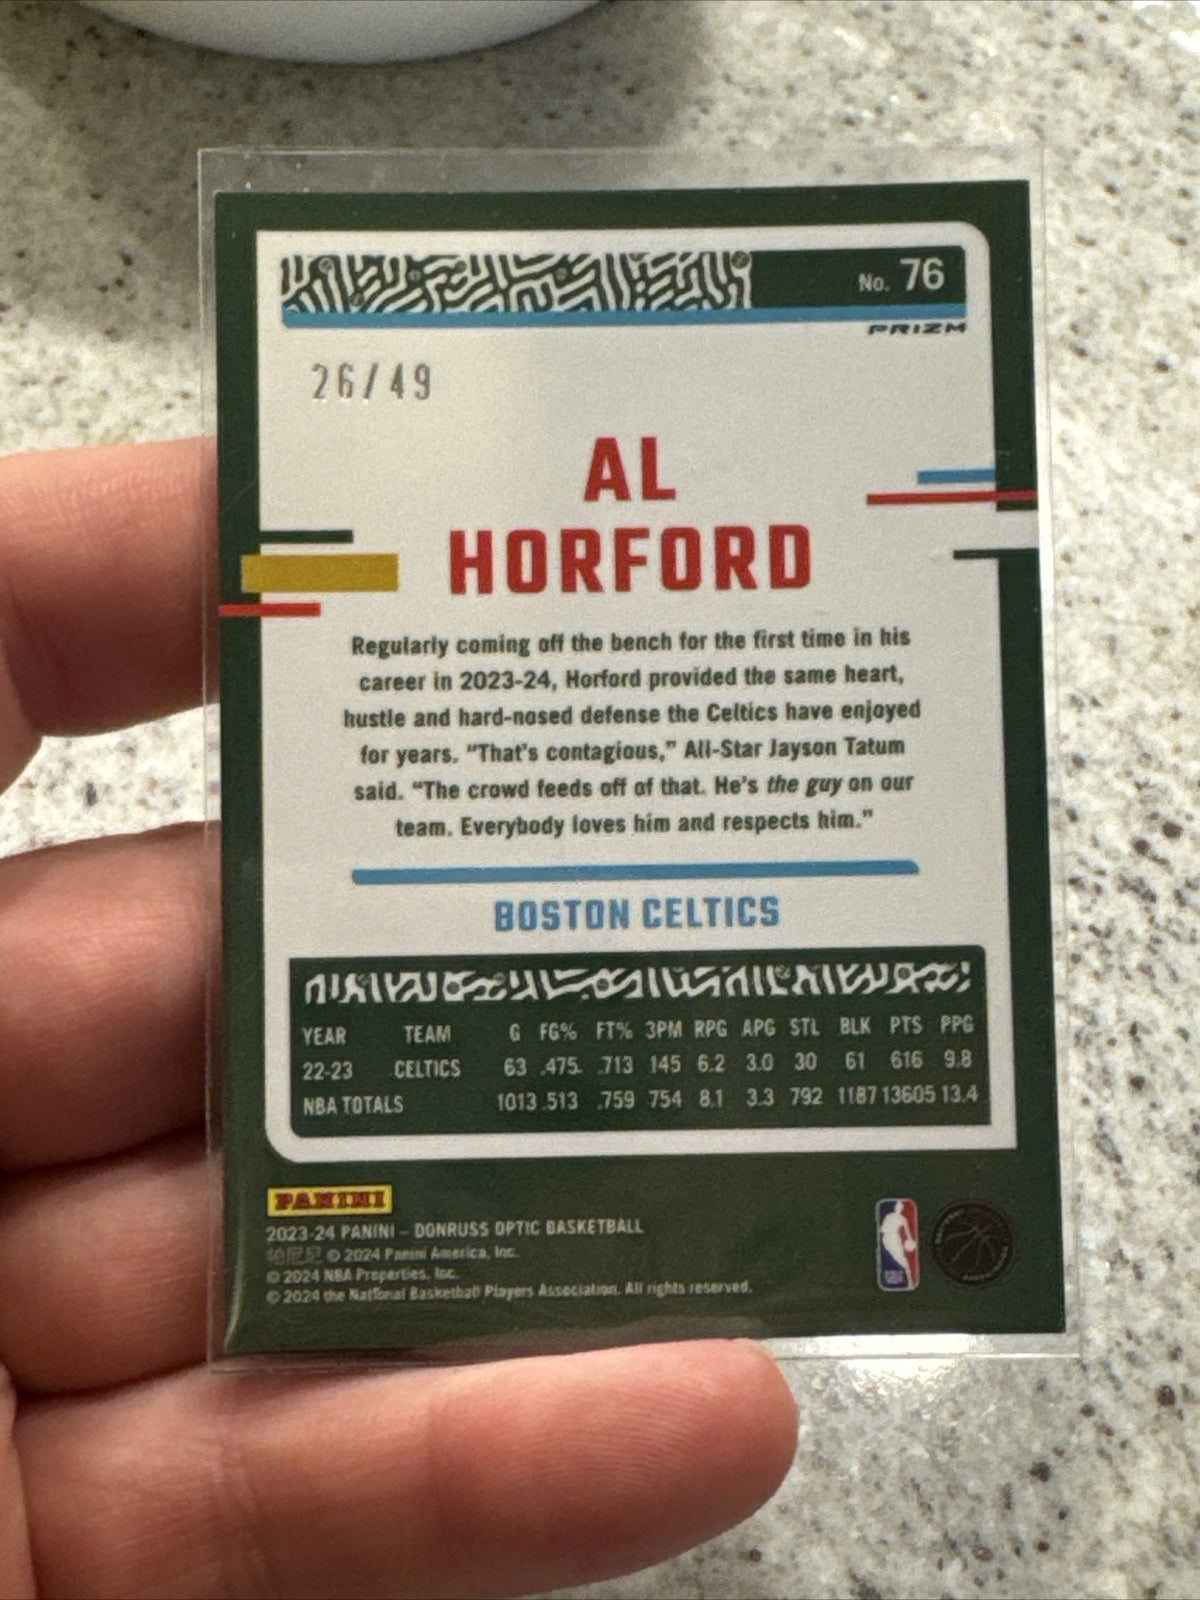 No. 76
PRIZM
26/49
AL
HORFORD
Regularly coming off the bench for the first time in his
career in 2023-24, Horford provided the same heart,
hustle and hard-nosed defense the Celtics have enjoyed
for years. “That's contagious,” All-Star Jayson Tatum
said. “The crowd feeds off of that. He's the guy on our
team. Everybody loves him and respects him.”
BOSTON CELTICS
YEAR TEAM G FG% FT% 3PM RPG APG STL BLK PTS PPG
22-23 CELTICS 63 .475 .713 145 6.2 3.0 30 61 616 9.8
NBA TOTALS 1013 .513 .759 754 8.1 3.3 792 1187 13605 13.4
PANINI
2023-24 PANINI – DONRUSS OPTIC BASKETBALL
帕尼尼 © 2024 Panini America, Inc.
© 2024 NBA Properties, Inc.
© 2024 the National Basketball Players Association. All rights reserved.
NBA